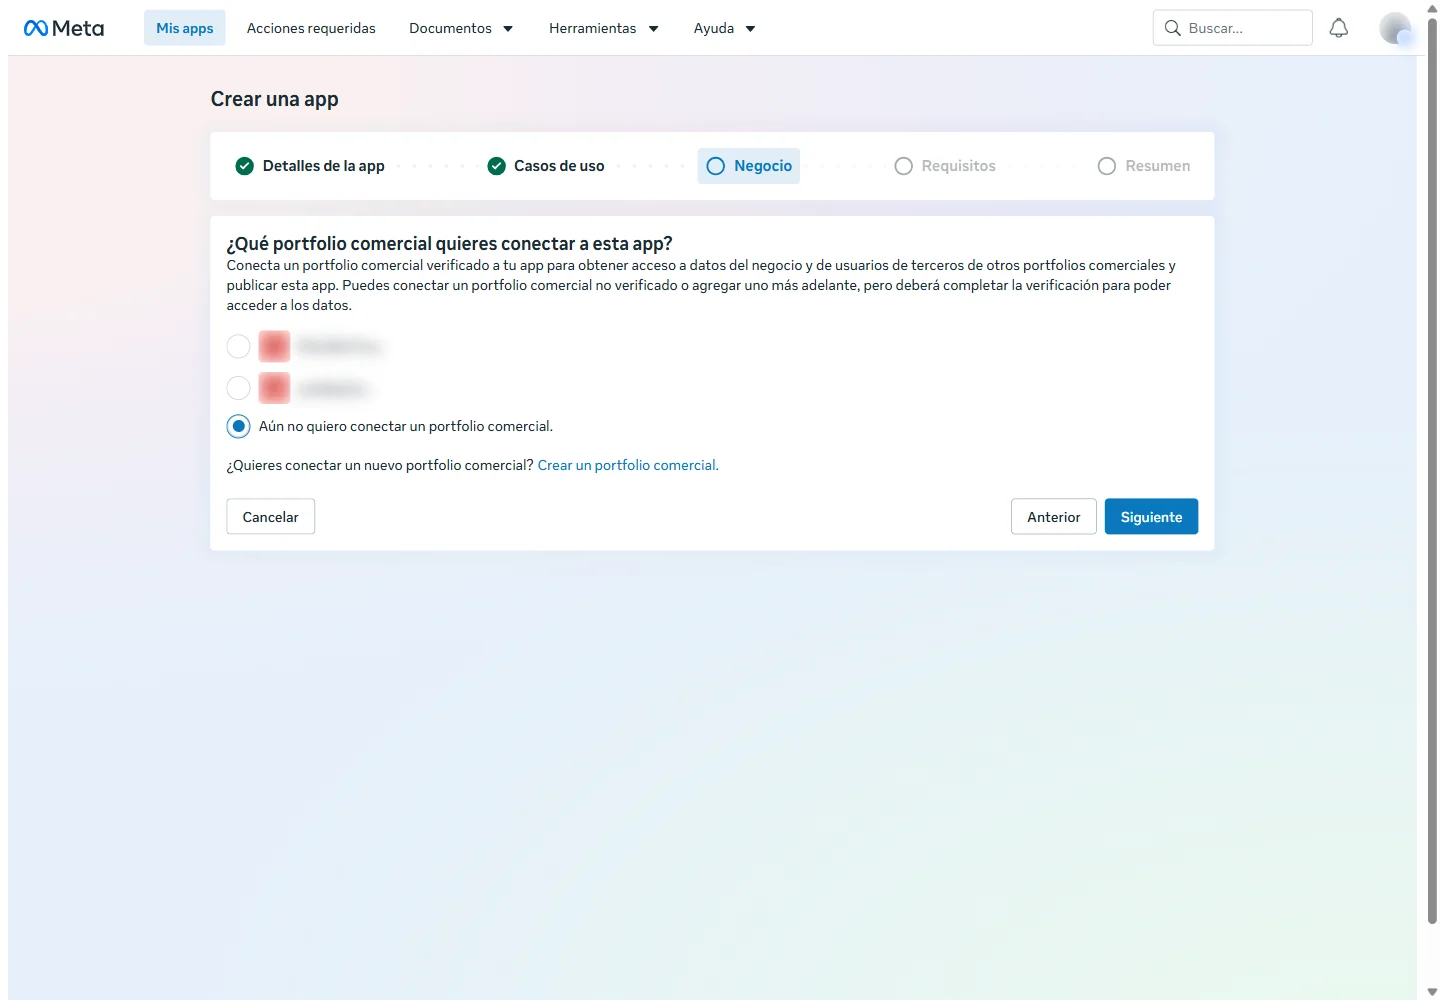 Meta
Mis apps
Acciones requeridas
Documentos
Herramientas
Ayuda
Buscar...
Crear una app
Detalles de la app
Casos de uso
Negocio
Requisitos
Resumen
¿Qué portfolio comercial quieres conectar a esta app?
Conecta un portfolio comercial verificado a tu app para obtener acceso a datos del negocio y de usuarios de terceros de otros portfolios comerciales y
publicar esta app. Puedes conectar un portfolio comercial no verificado o agregar uno más adelante, pero deberá completar la verificación para poder
acceder a los datos.
Aún no quiero conectar un portfolio comercial.
¿Quieres conectar un nuevo portfolio comercial? Crear un portfolio comercial.
Cancelar
Anterior
Siguiente